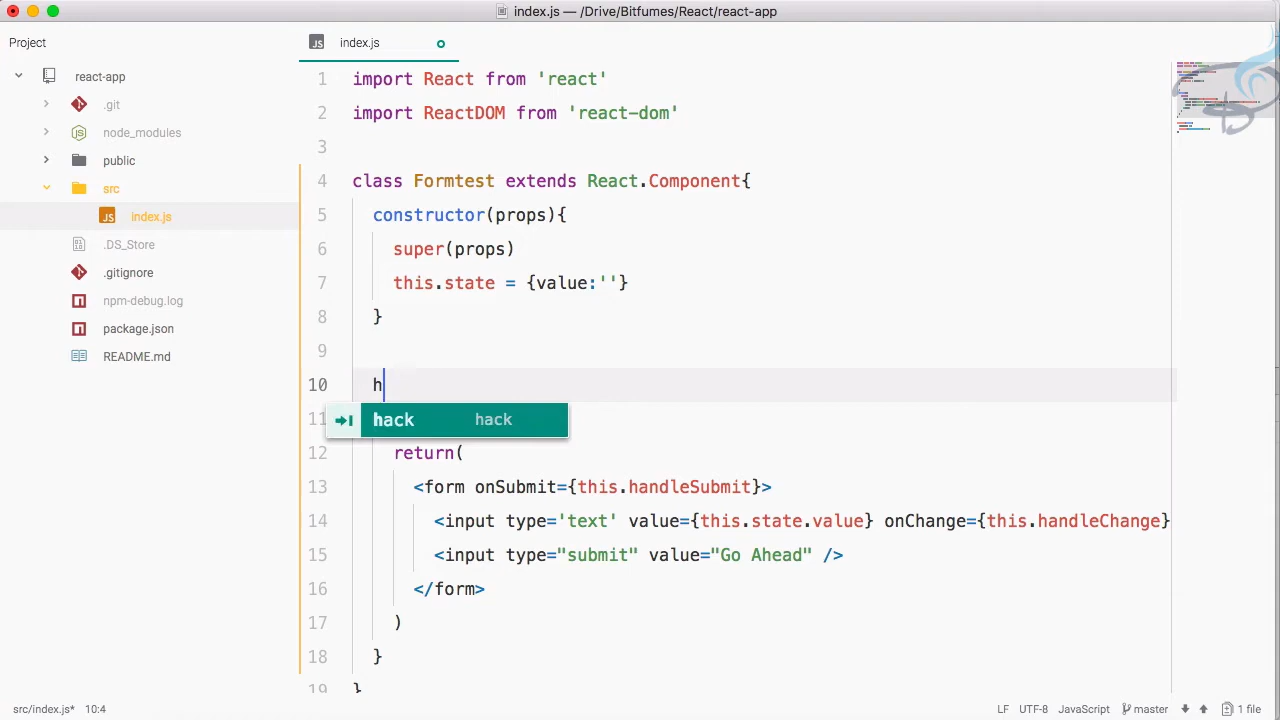 index.js — /Drive/Bitfumes/React/react-app
Project
index.js
react-app
.git
node_modules
public
src
index.js
.DS_Store
.gitignore
npm-debug.log
package.json
README.md
1 import React from 'react'
2 import ReactDOM from 'react-dom'
3
4 class Formtest extends React.Component{
5 constructor(props){
6 super(props)
7 this.state = {value:''}
8 }
9
10 h
11 hack hack
12 return(
13 <form onSubmit={this.handleSubmit}>
14 <input type='text' value={this.state.value} onChange={this.handleChange}
15 <input type="submit" value="Go Ahead" />
16 </form>
17 )
18 }
19 }
src/index.js* 10:4 LF UTF-8 JavaScript master 1 file